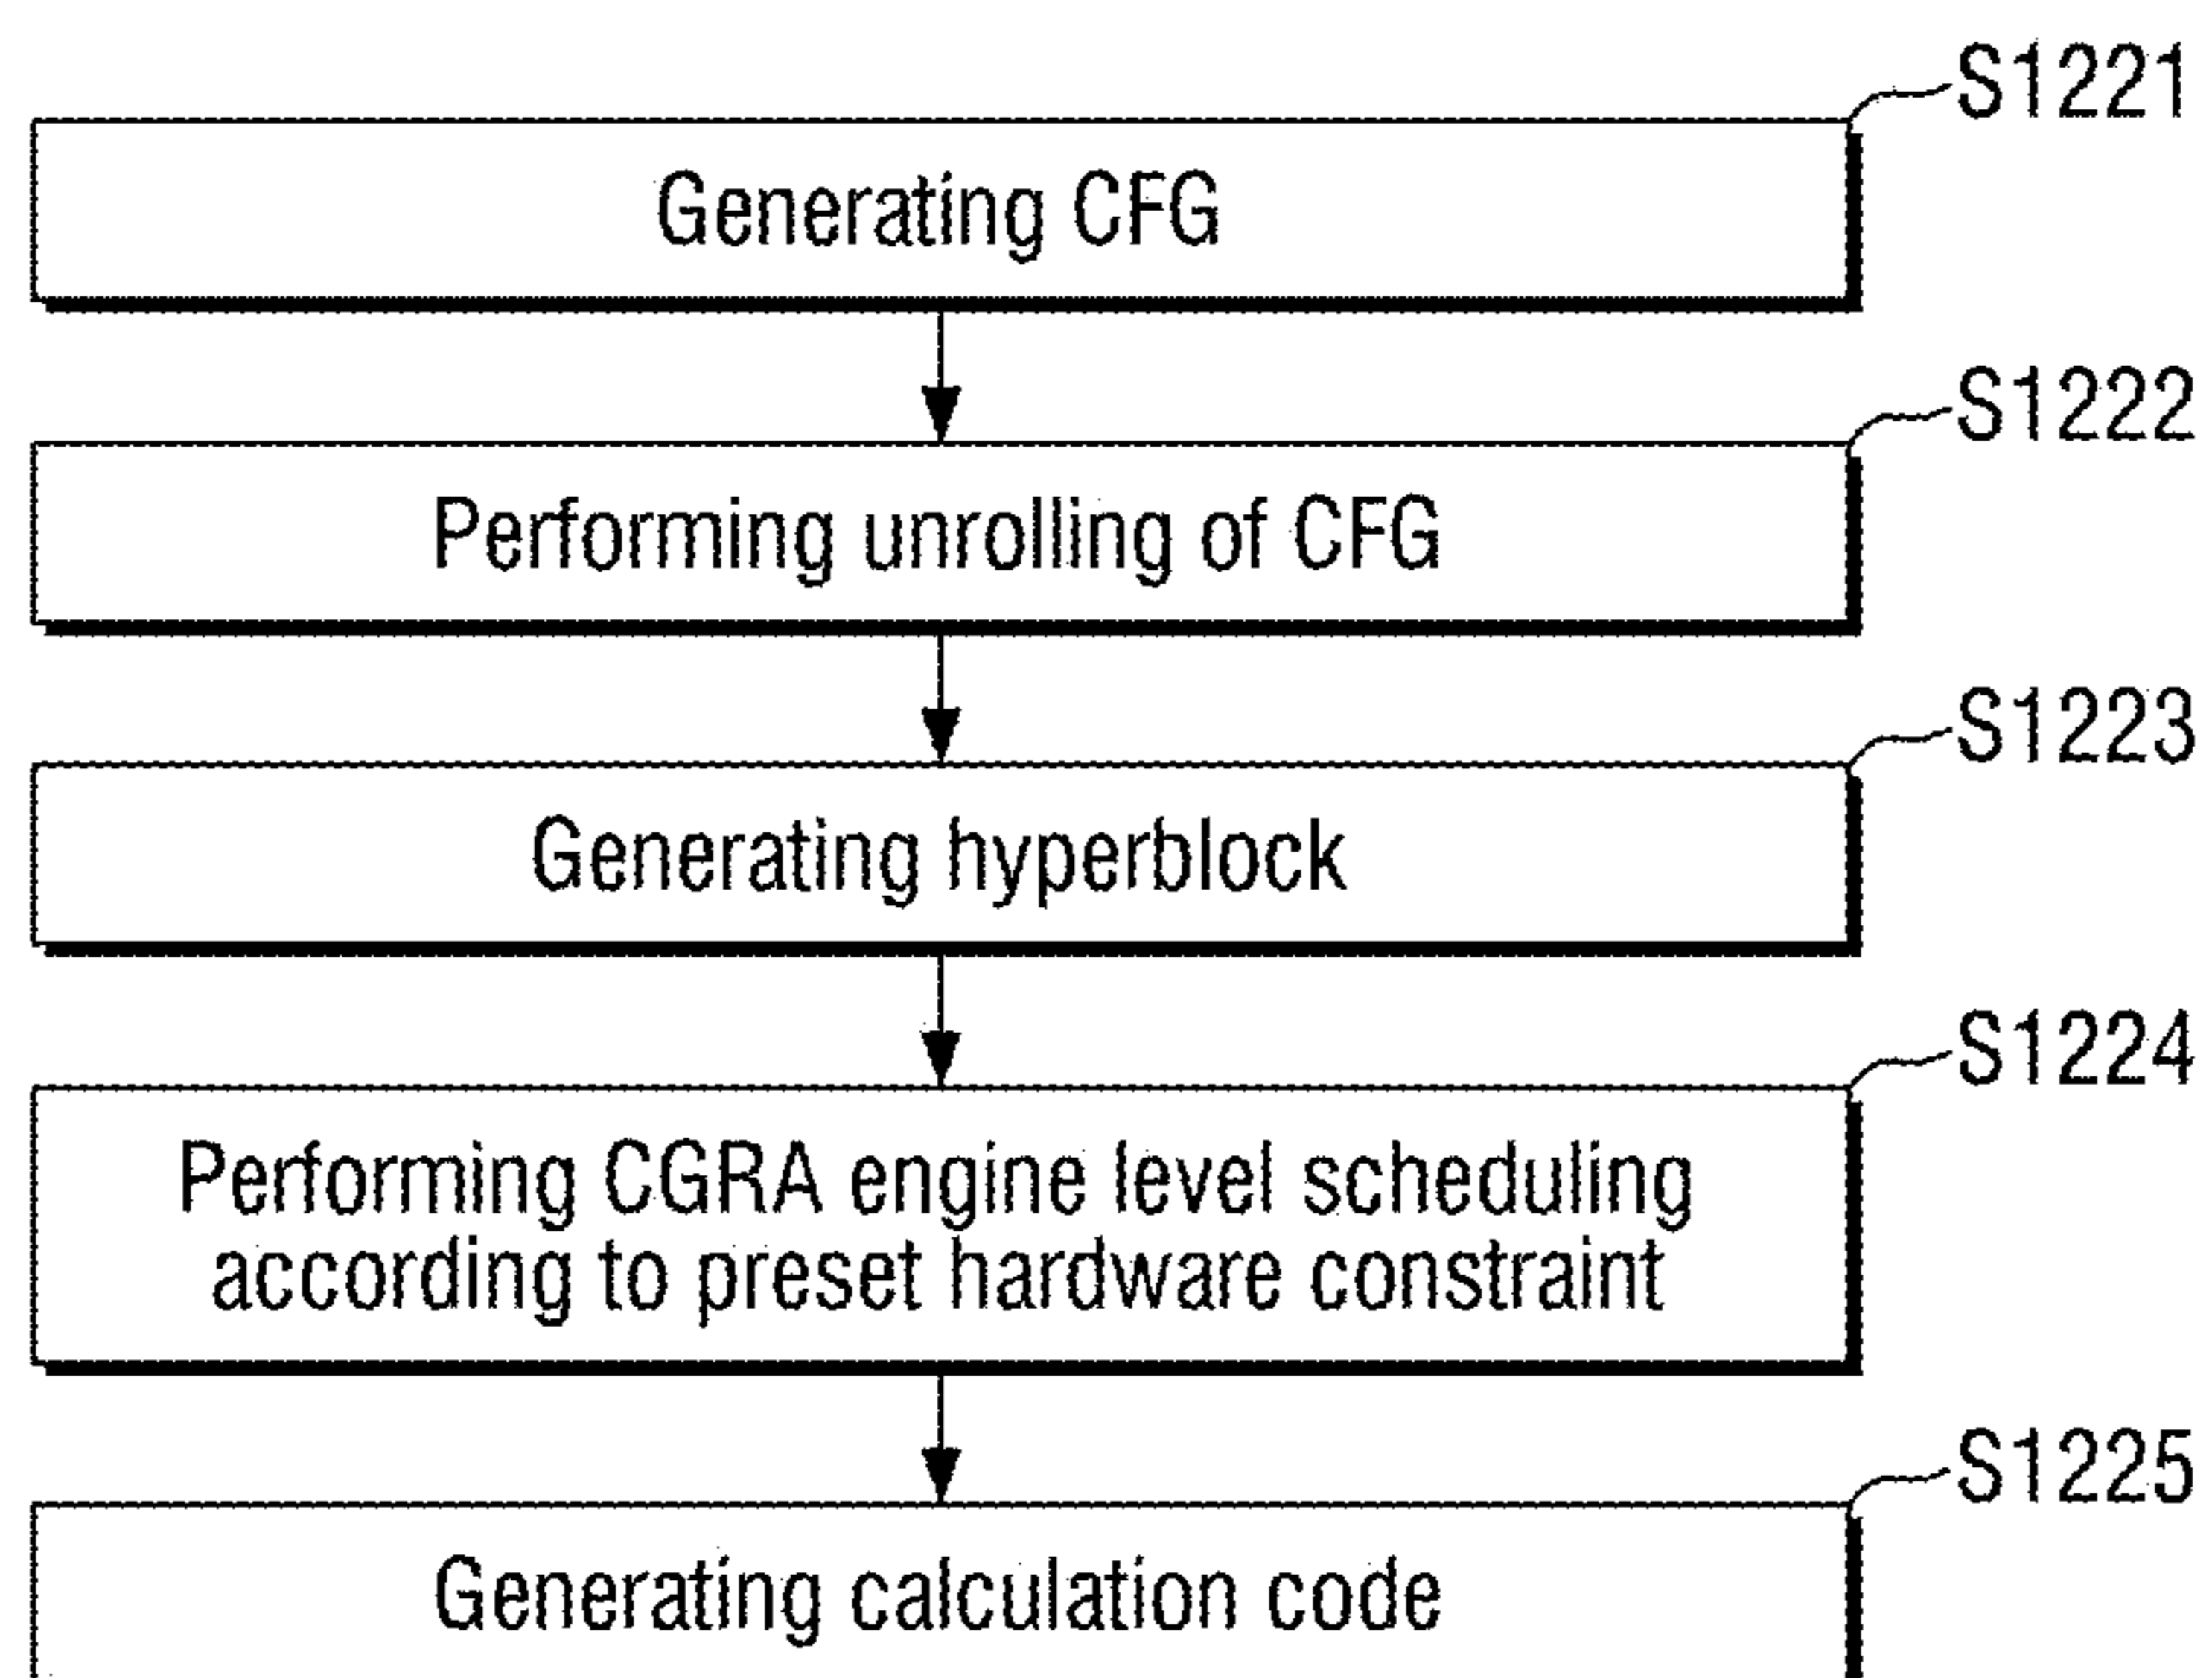 S1221
Generating CFG
S1222
Performing unrolling of CFG
S1223
Generating hyperblock
S1224
Performing CGRA engine level scheduling
according to preset hardware constraint
S1225
Generating calculation code